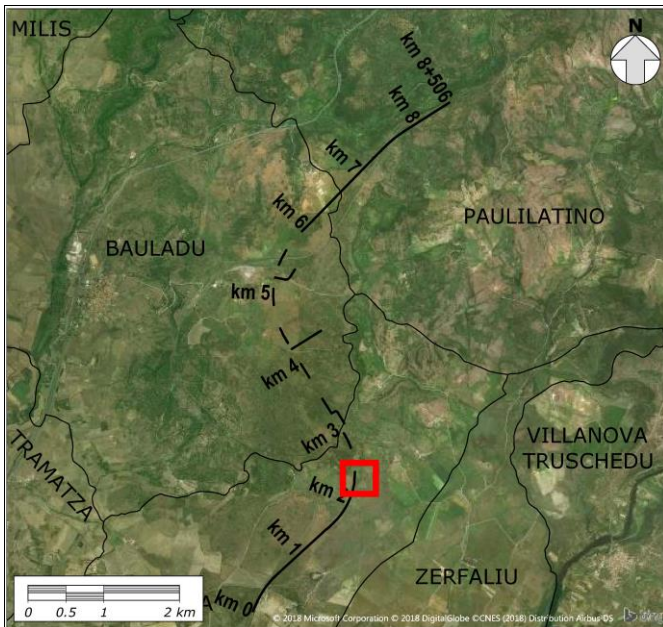 MILIS
N
km 8+506
km 8
km 7
PAULILATINO
km 6
BAULADU
km 5
km 4
VILLANOVA
TRUSCHEDU
km 3
TRAMATZA
km 2
km 1
ZERFALIU
km 0
0 0.5 1 2 km
© 2018 Microsoft Corporation © 2018 DigitalGlobe ©CNES (2018) Distribution Airbus DS